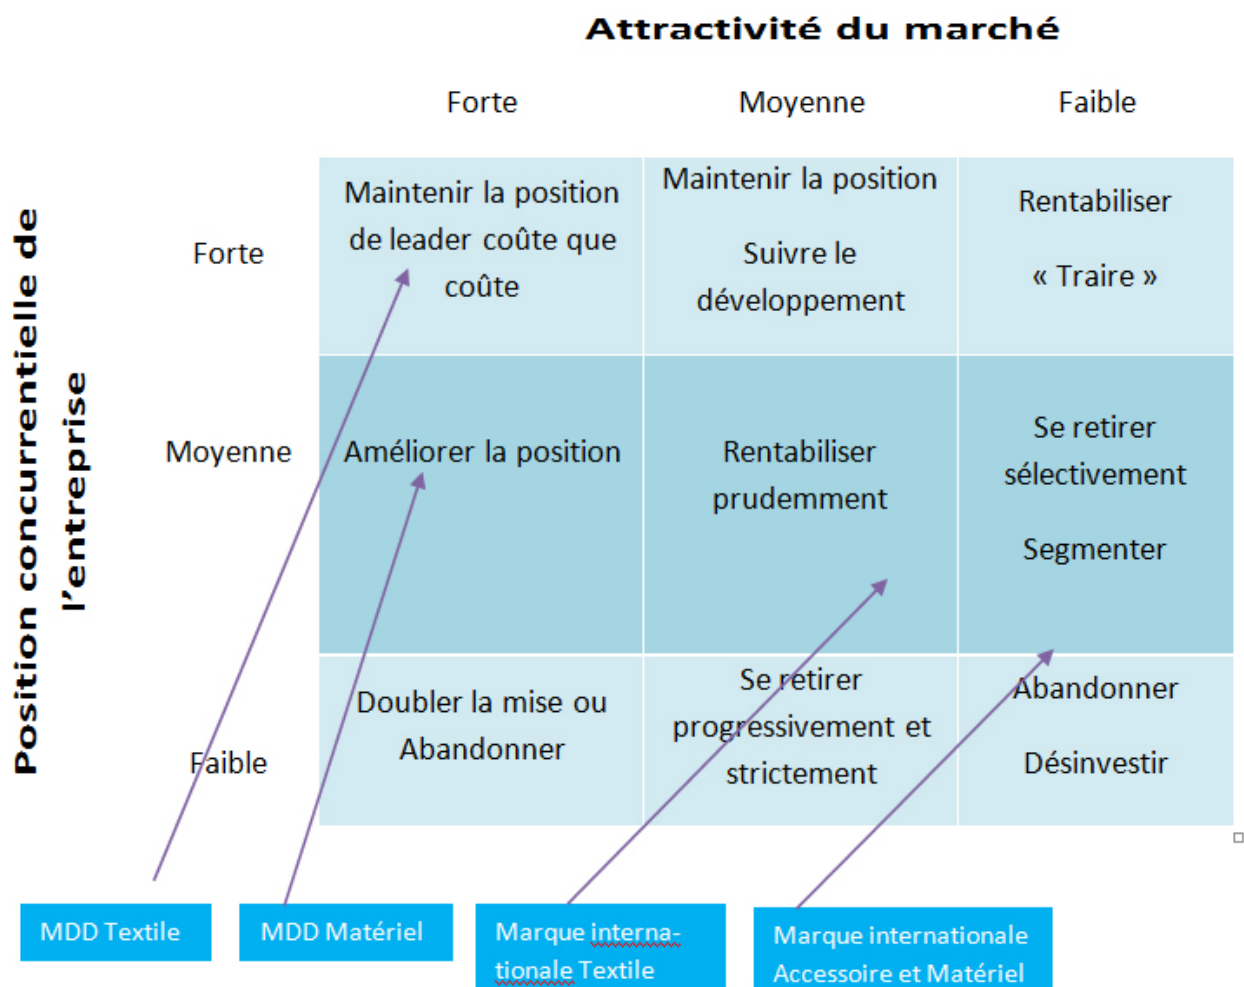 Attractivité du marché
Forte
Moyenne
Faible
Position concurrentielle de
l'entreprise
Forte
Maintenir la position
de leader coûte que
coûte
Maintenir la position
Suivre le
développement
Rentabiliser
« Traire »
Moyenne
Améliorer la position
Rentabiliser
prudemment
Se retirer
sélectivement
Segmenter
Faible
Doubler la mise ou
Abandonner
Se retirer
progressivement et
strictement
Abandonner
Désinvestir
MDD Textile
MDD Matériel
Marque interna-
tionale Textile
Marque internationale
Accessoire et Matériel